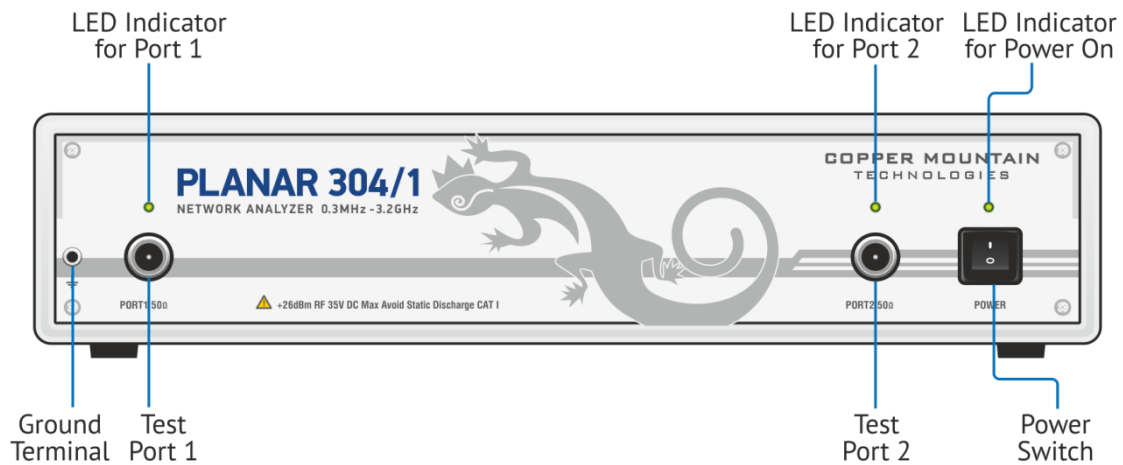 LED Indicator
for Port 1
LED Indicator
for Port 2
LED Indicator
for Power On
PLANAR 304/1
NETWORK ANALYZER 0.3MHz -3.2GHz
COPPER MOUNTAIN
TECHNOLOGIES
I
O
PORT1 50Ω
+26dBm RF 35V DC Max Avoid Static Discharge CAT I
PORT2 50Ω
POWER
Ground
Terminal
Test
Port 1
Test
Port 2
Power
Switch